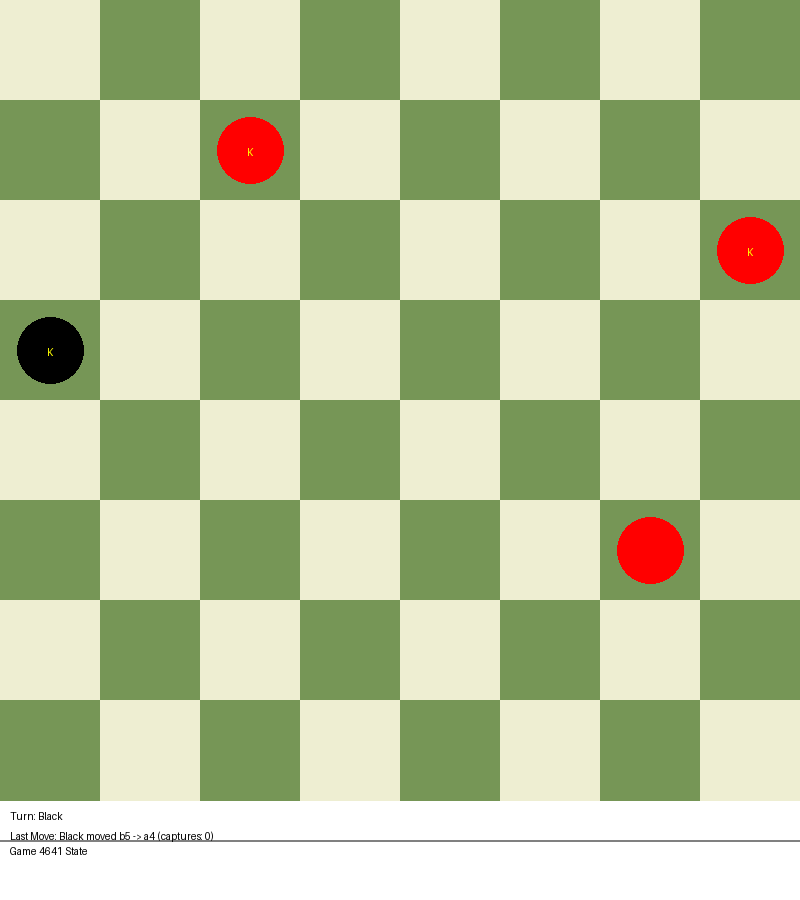 K
K
K
Turn: Black
Last Move: Black moved b5 -> a4 (captures: 0)
Game 4641 State